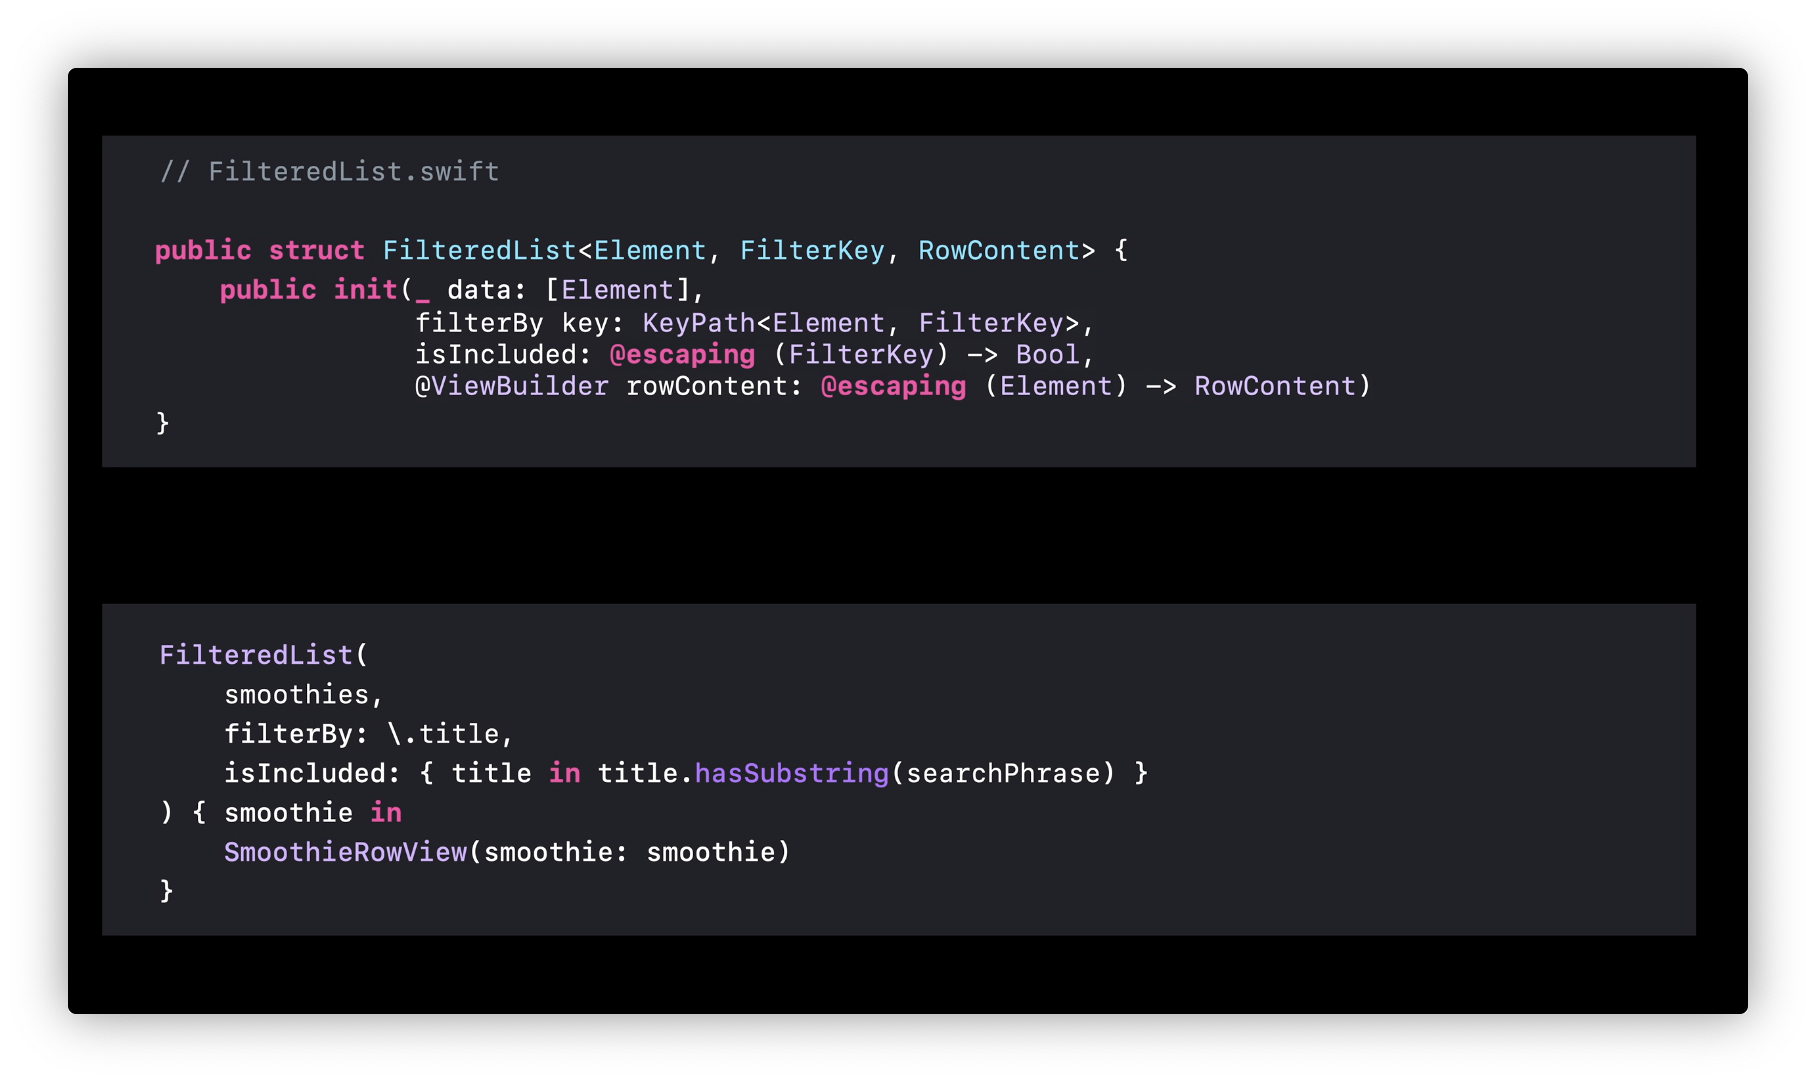 // FilteredList.swift
public struct FilteredList<Element, FilterKey, RowContent> {
public init(_ data: [Element],
filterBy key: KeyPath<Element, FilterKey>,
isIncluded: @escaping (FilterKey) -> Bool,
@ViewBuilder rowContent: @escaping (Element) -> RowContent)
}
FilteredList(
smoothies,
filterBy: \.title,
isIncluded: { title in title.hasSubstring(searchPhrase) }
) { smoothie in
SmoothieRowView(smoothie: smoothie)
}